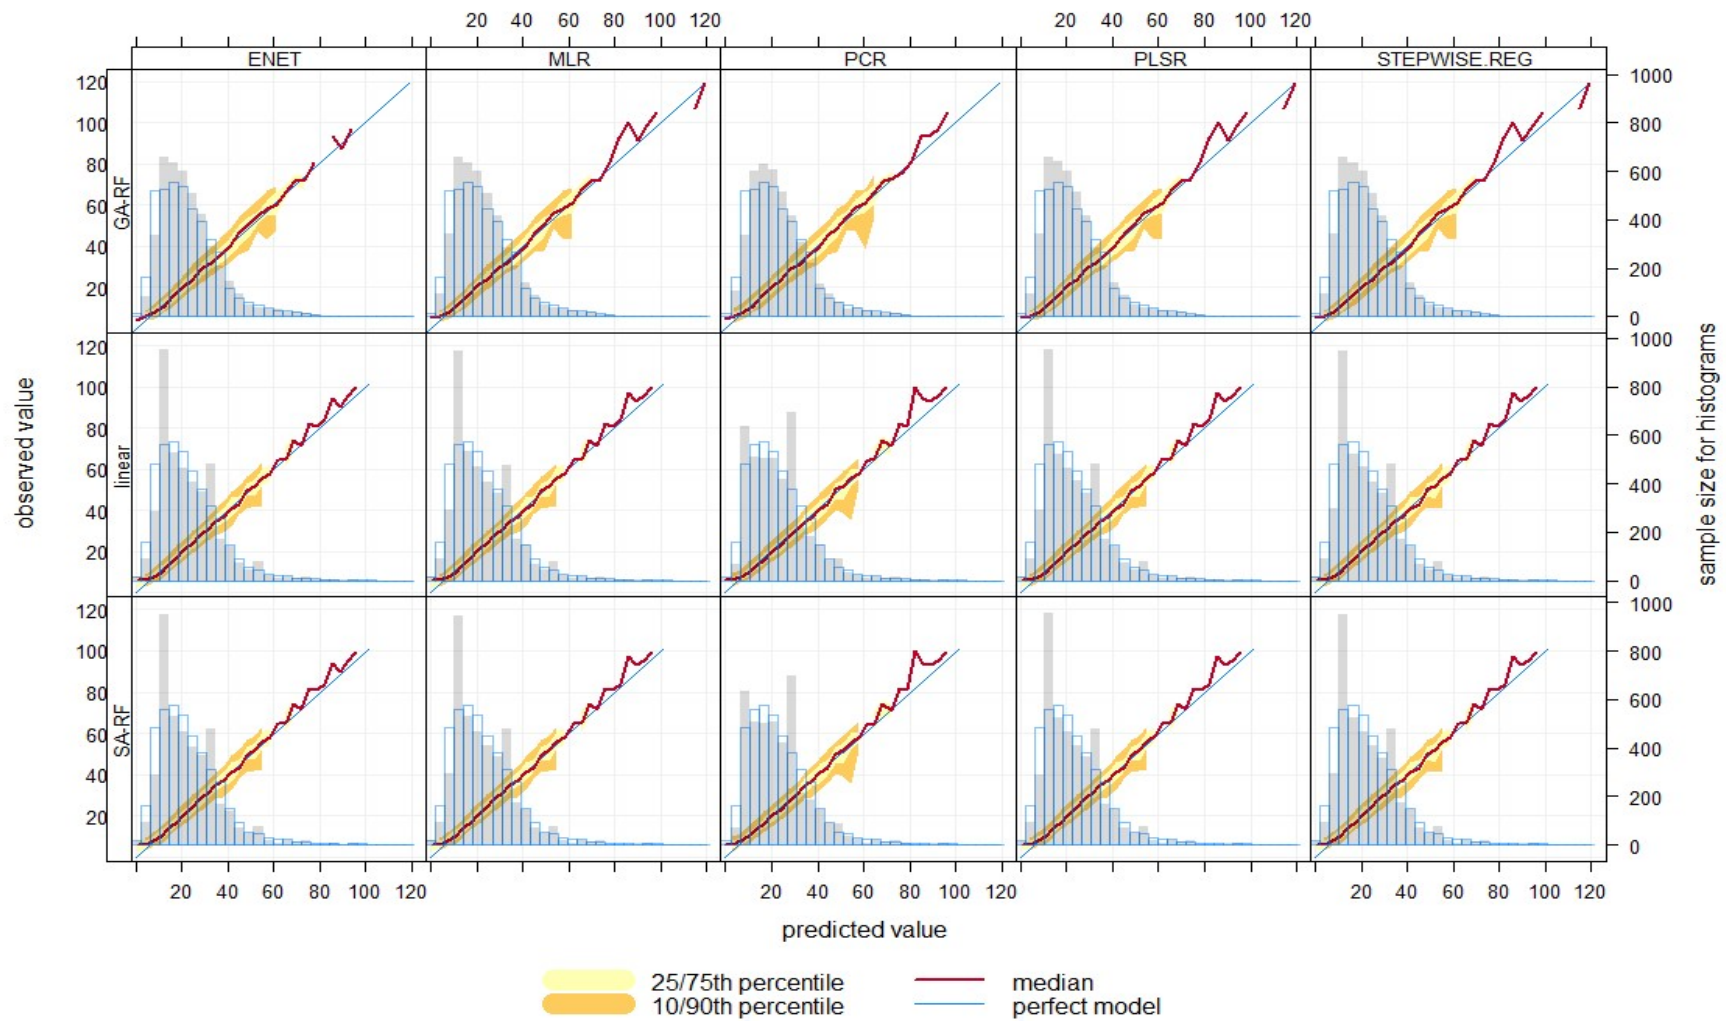 20 40 60 80 100 120 20 40 60 80 100 120
ENET MLR PCR PLSR STEPWISE.REG
120 1000
100 800
80 600
60 400
40 200
20 0
GA-RF
120 1000
100 800
80 600
60 400
40 200
20 0
linear
120 1000
100 800
80 600
60 400
40 200
20 0
SA-RF
observed value
sample size for histograms
20 40 60 80 100 120 20 40 60 80 100 120 20 40 60 80 100 120
predicted value
25/75th percentile median
10/90th percentile perfect model